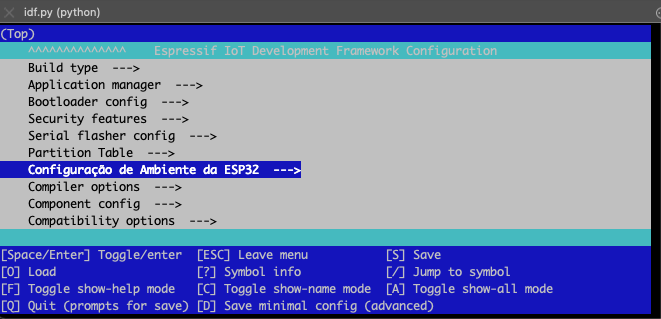 idf.py (python)
(Top)
^^^^^^^^^^^^^^ Espressif IoT Development Framework Configuration
Build type --->
Application manager --->
Bootloader config --->
Security features --->
Serial flasher config --->
Partition Table --->
Configuração de Ambiente da ESP32 --->
Compiler options --->
Component config --->
Compatibility options --->
[Space/Enter] Toggle/enter [ESC] Leave menu [S] Save
[O] Load [?] Symbol info [/] Jump to symbol
[F] Toggle show-help mode [C] Toggle show-name mode [A] Toggle show-all mode
[Q] Quit (prompts for save) [D] Save minimal config (advanced)